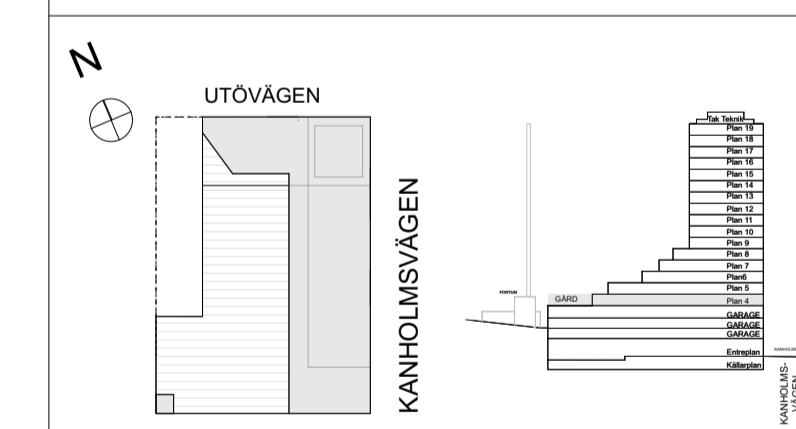 N
UTÖVÄGEN
KANHOLMSVÄGEN
Tak Teknik
Plan 19
Plan 18
Plan 17
Plan 16
Plan 15
Plan 14
Plan 13
Plan 12
Plan 11
Plan 10
Plan 9
Plan 8
Plan 7
Plan6
Plan 5
FORTUM
GÅRD
Plan 4
GARAGE
GARAGE
GARAGE
Entreplan
Källarplan
KANHOLMS-
VÄGEN